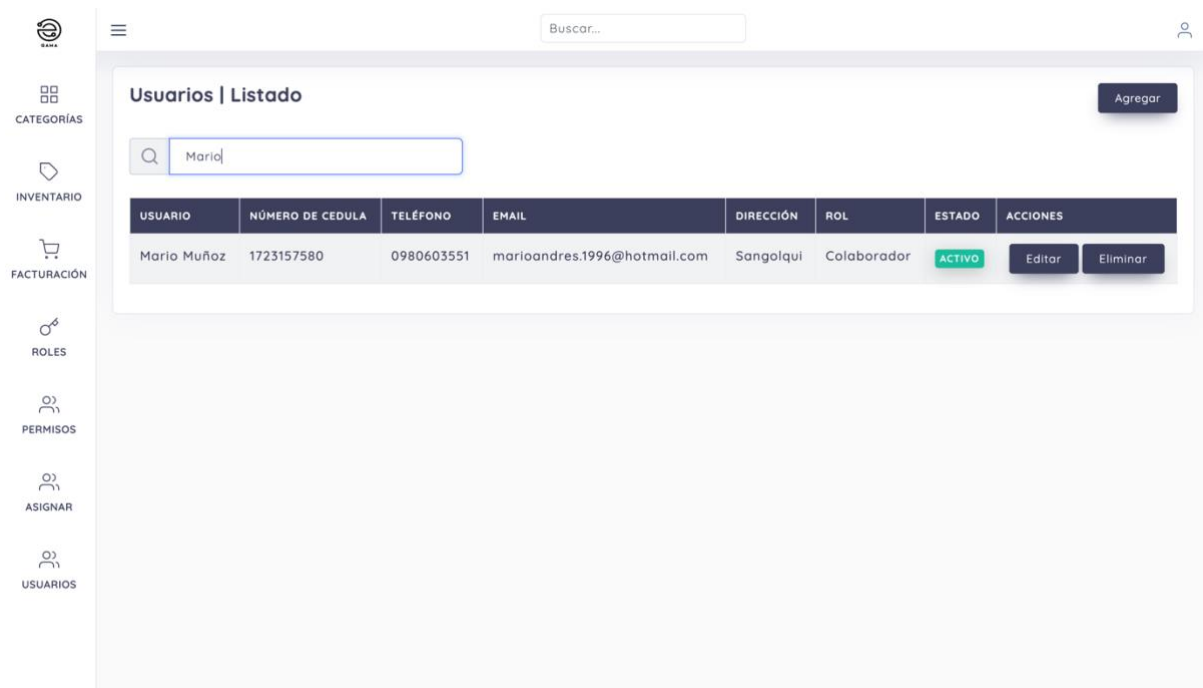 GAMA
Buscar...
CATEGORÍAS
INVENTARIO
FACTURACIÓN
ROLES
PERMISOS
ASIGNAR
USUARIOS
Usuarios | Listado
Agregar
Mario
USUARIO NÚMERO DE CEDULA TELÉFONO EMAIL DIRECCIÓN ROL ESTADO ACCIONES
Mario Muñoz 1723157580 0980603551 marioandres.1996@hotmail.com Sangolqui Colaborador ACTIVO Editar Eliminar